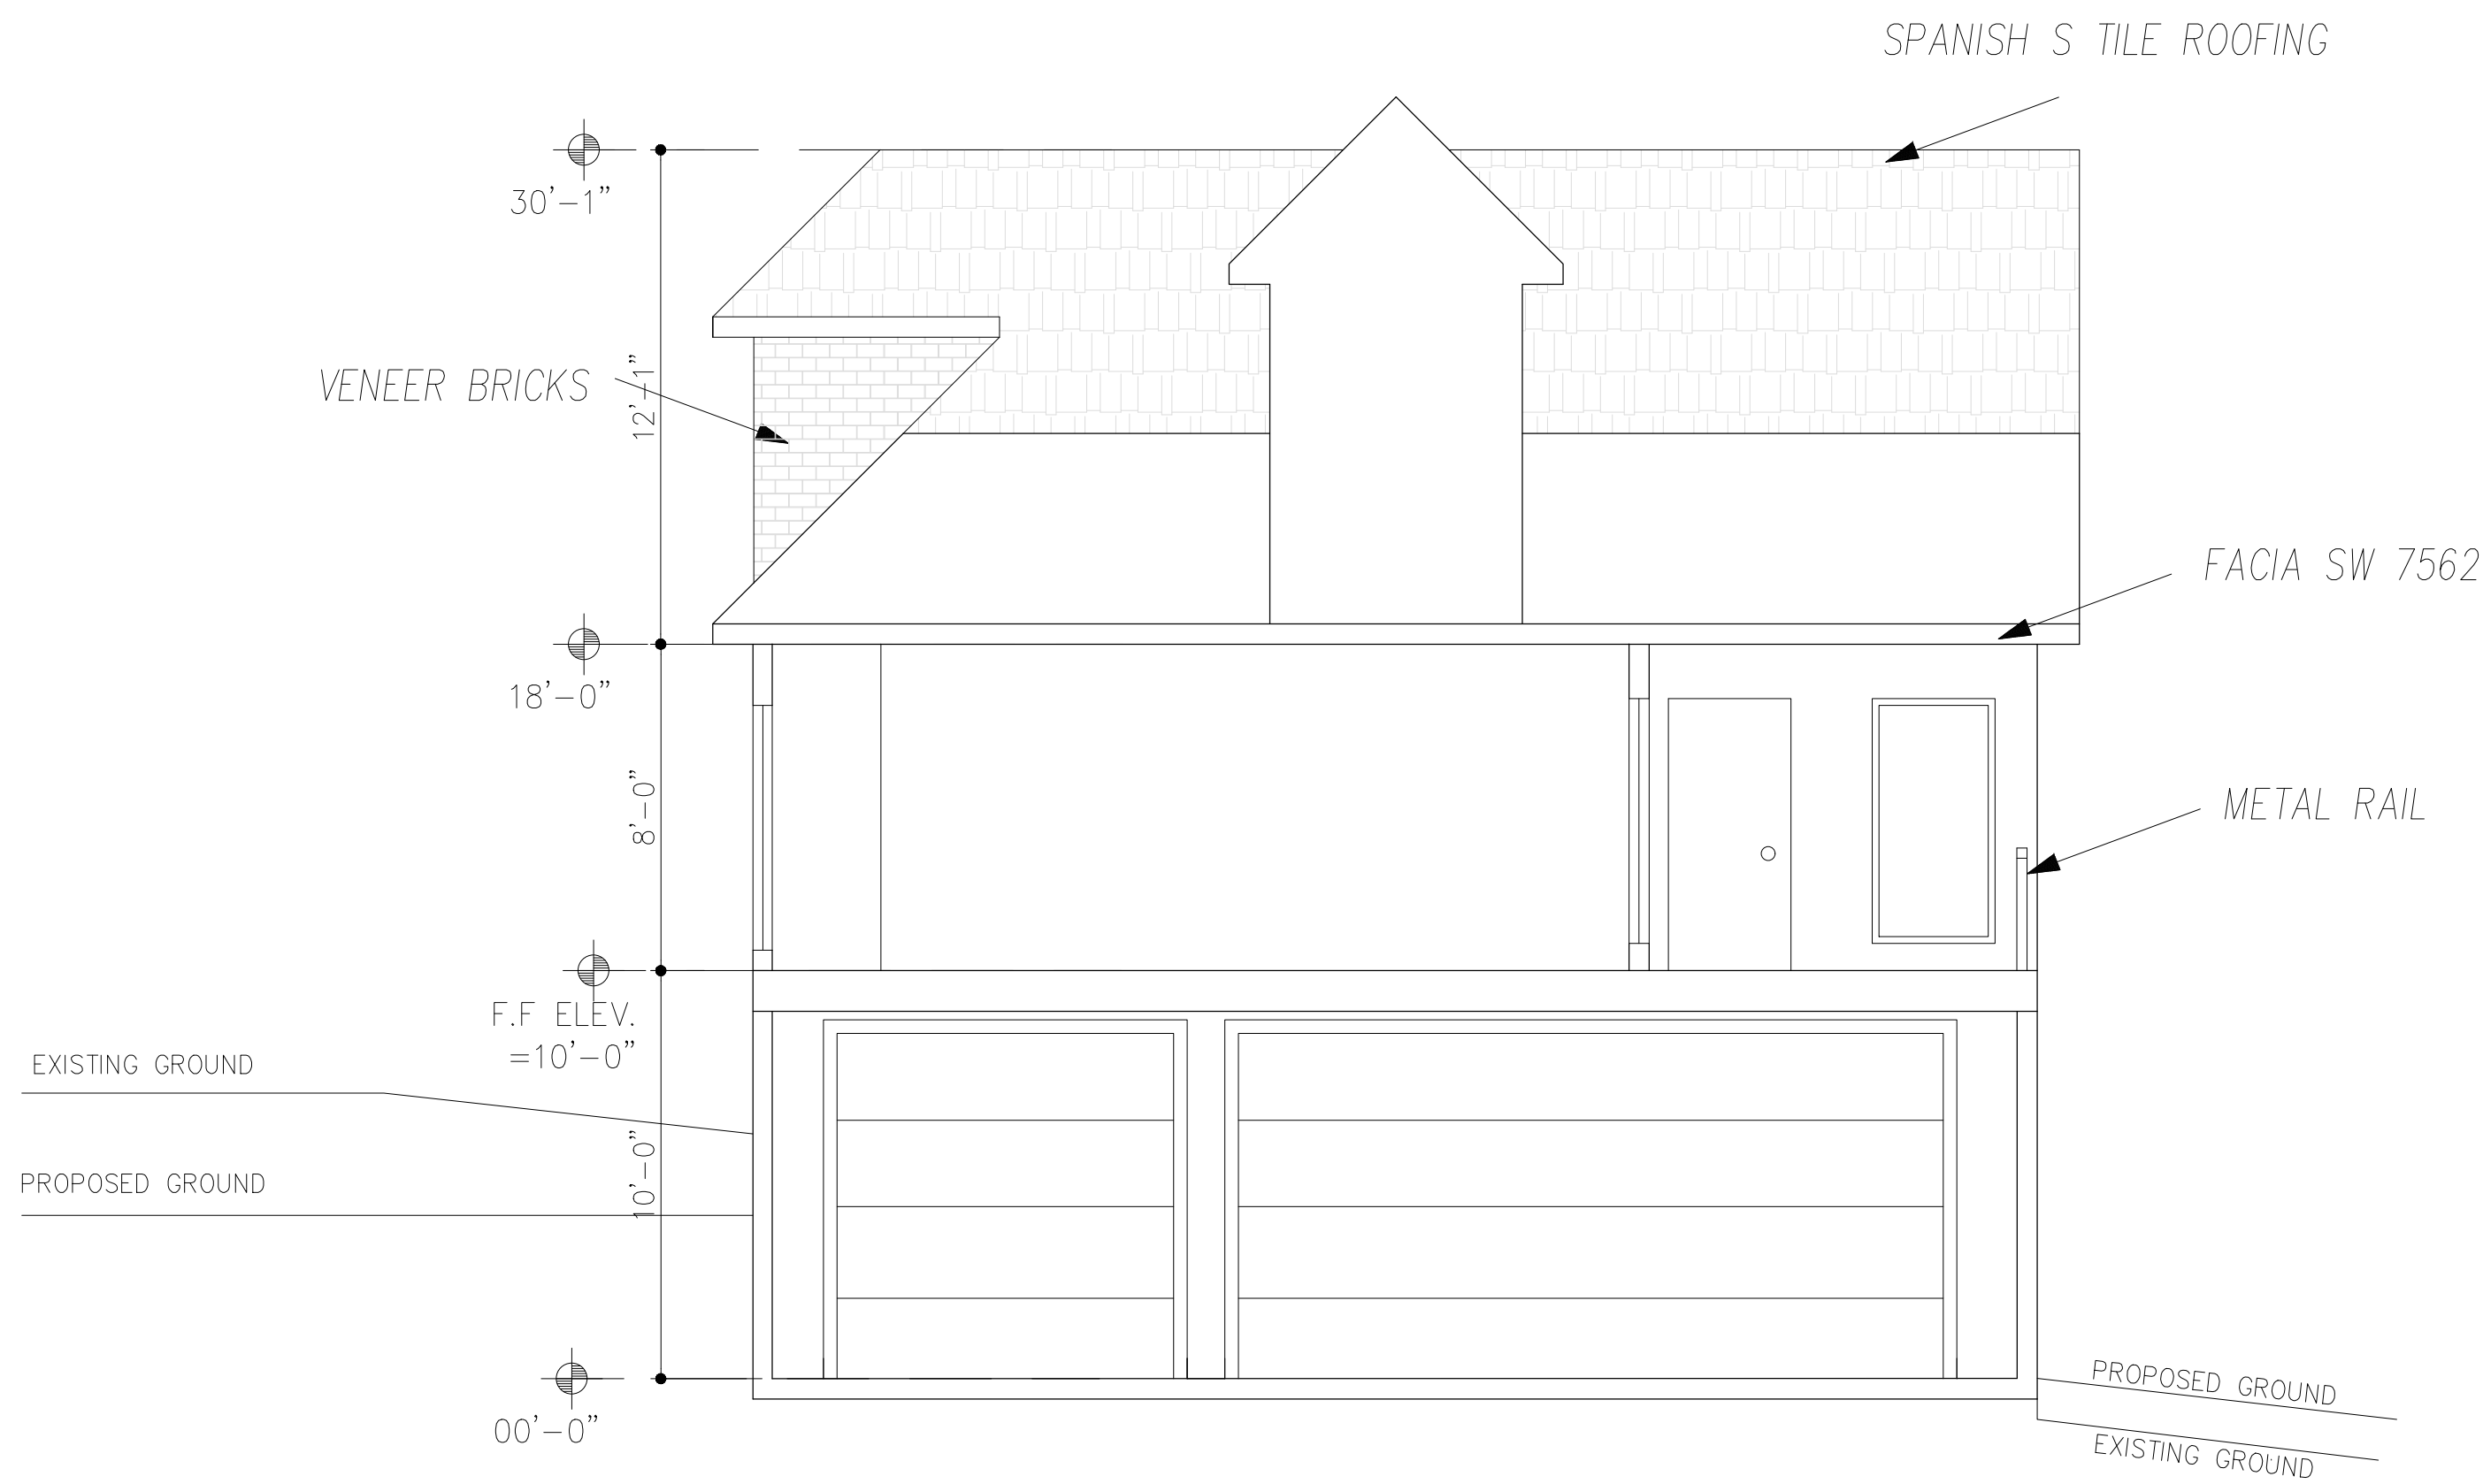 SPANISH S TILE ROOFING
30'-1"
12'-1"
VENEER BRICKS
FACIA SW 7562
18'-0"
8'-0"
METAL RAIL
F.F ELEV.
=10'-0"
EXISTING GROUND
10'-0"
PROPOSED GROUND
PROPOSED GROUND
00'-0"
EXISTING GROUND